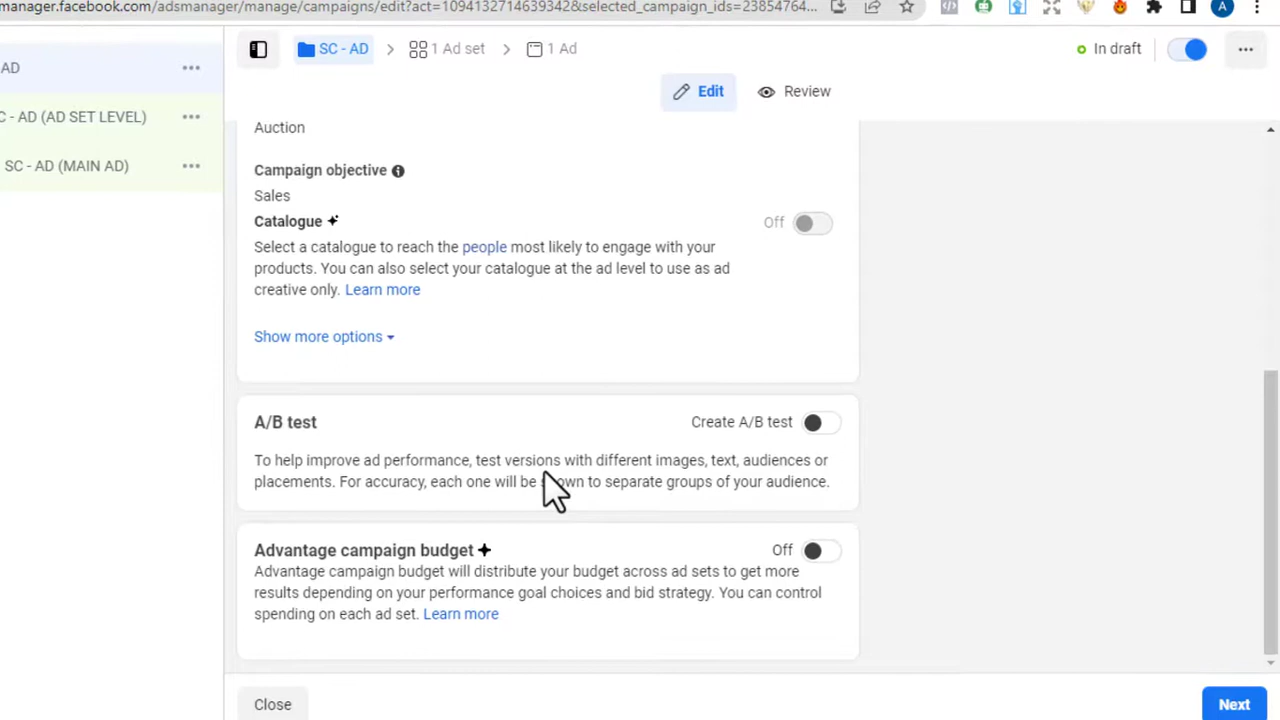 manager.facebook.com/adsmanager/manage/campaigns/edit?act=1094132714639342&selected_campaign_ids=23854764...
A
AD
SC - AD
1 Ad set
1 Ad
In draft
C - AD (AD SET LEVEL)
SC - AD (MAIN AD)
Edit
Review
Auction
Campaign objective
Sales
Catalogue
Off
Select a catalogue to reach the people most likely to engage with your
products. You can also select your catalogue at the ad level to use as ad
creative only. Learn more
Show more options
A/B test
Create A/B test
To help improve ad performance, test versions with different images, text, audiences or
placements. For accuracy, each one will be shown to separate groups of your audience.
Advantage campaign budget
Off
Advantage campaign budget will distribute your budget across ad sets to get more
results depending on your performance goal choices and bid strategy. You can control
spending on each ad set. Learn more
Close
Next